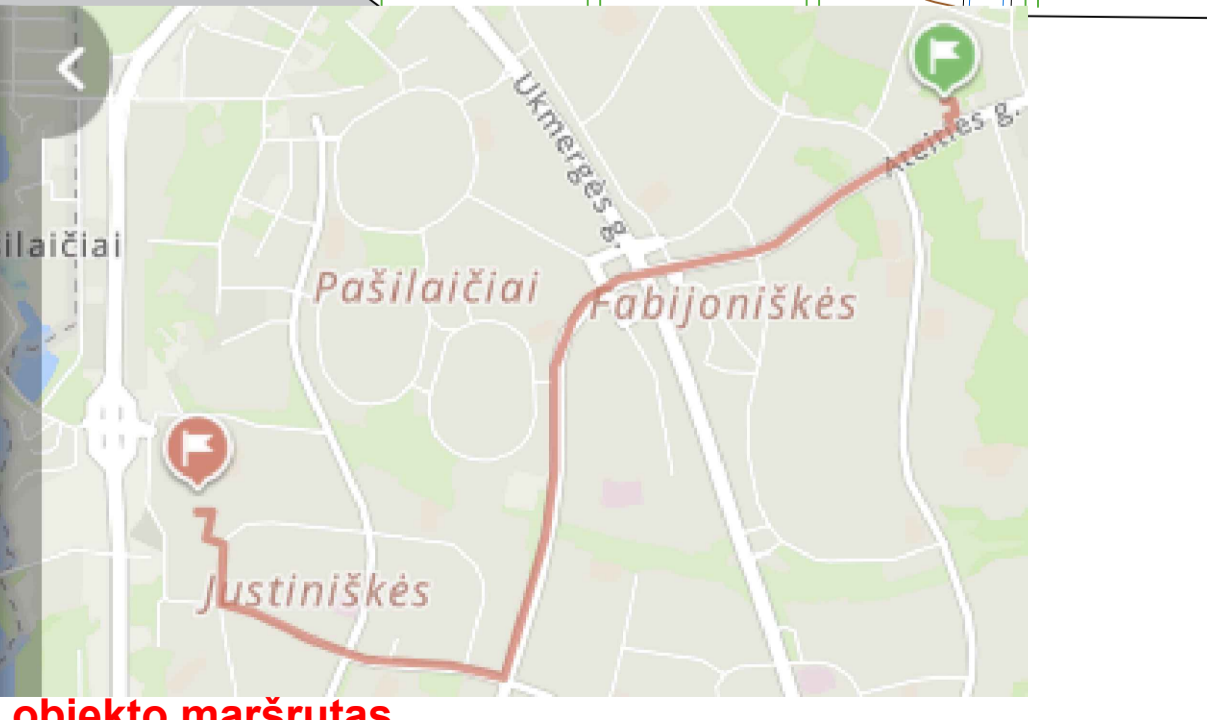 Ukmergės g.
Ateities g.
ilaičiai
Pašilaičiai
Fabijoniškės
Justiniškės
objekto maršrutas